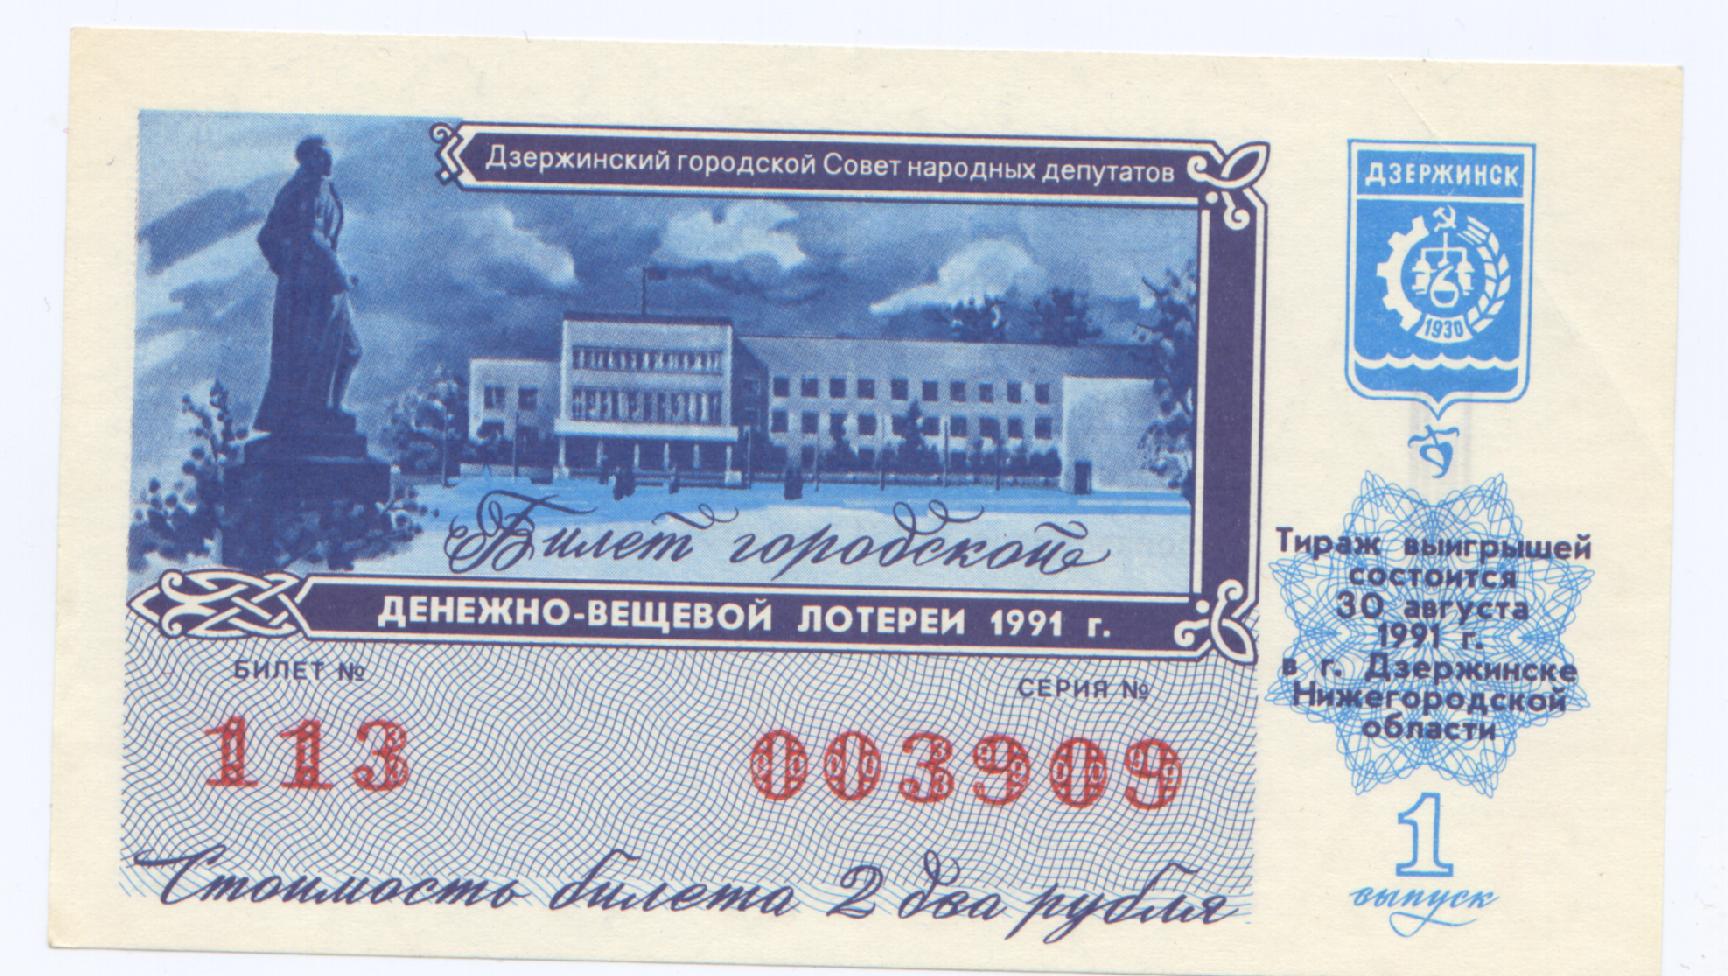 Дзержинский городской Совет народных депутатов
ДЗЕРЖИНСК
1930
Билет городской
ДЕНЕЖНО-ВЕЩЕВОЙ ЛОТЕРЕИ 1991 г.
Тираж выигрышей
состоится
30 августа
1991 г.
в г. Дзержинске
Нижегородской
области
БИЛЕТ №
СЕРИЯ №
113
003909
1
выпуск
Стоимость билета 2 два рубля